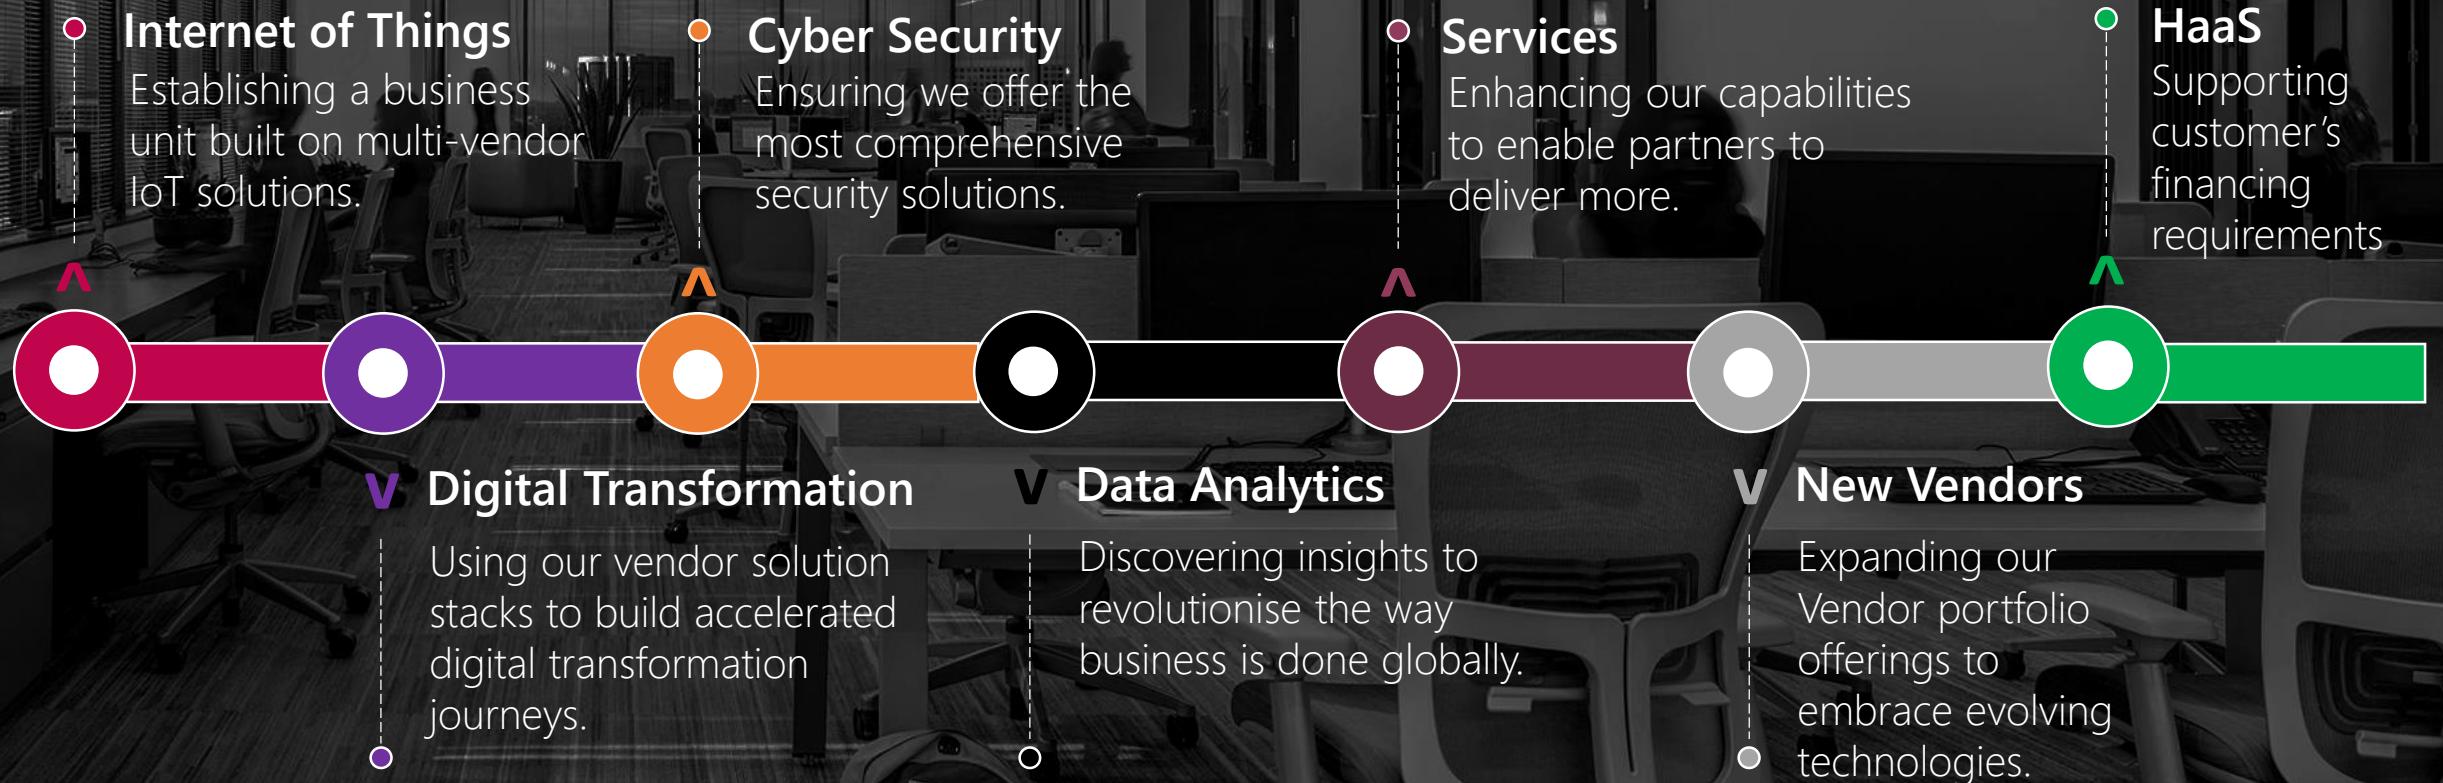 Internet of Things
Establishing a business
unit built on multi-vendor
IoT solutions.
Cyber Security
Ensuring we offer the
most comprehensive
security solutions.
Services
Enhancing our capabilities
to enable partners to
deliver more.
HaaS
Supporting
customer's
financing
requirements
Digital Transformation
Using our vendor solution
stacks to build accelerated
digital transformation
journeys.
Data Analytics
Discovering insights to
revolutionise the way
business is done globally.
New Vendors
Expanding our
Vendor portfolio
offerings to
embrace evolving
technologies.